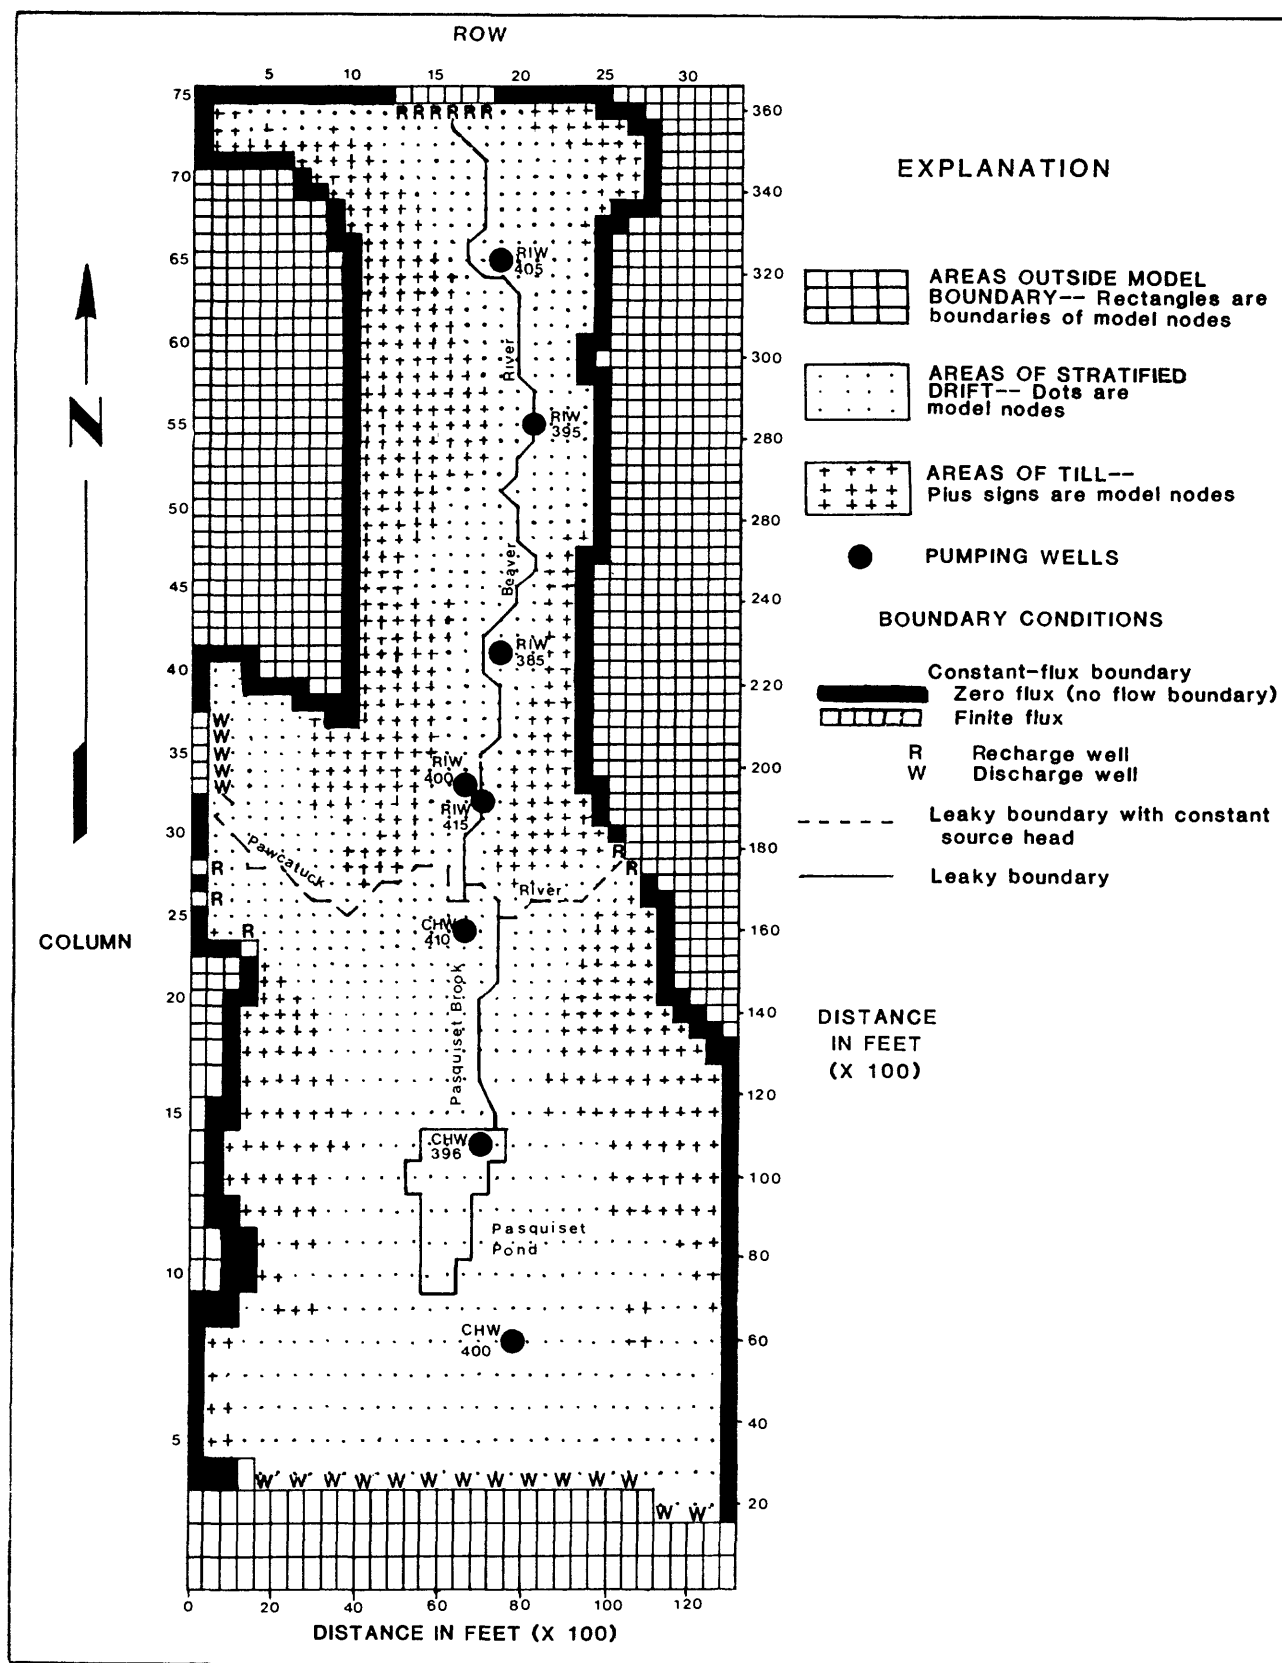 ROW
5 10 15 20 25 30
75
70
65
60
55
50
45
40
35
30
25
20
15
10
5
COLUMN
N
R R R R R R
RIW
405
River
RIW
395
Beaver
RIW
385
W
W
W
W
W
RIW
400
RIW
415
Pawcatuck
River
R
R
R
R
R
CHW
410
Pasquiset Brook
CHW
396
Pasquiset
Pond
CHW
400
W W W W W W W W W W W W
W W
360
340
320
300
280
280
240
220
200
180
160
140
120
100
80
60
40
20
0 20 40 60 80 100 120
DISTANCE IN FEET (X 100)
DISTANCE
IN FEET
(X 100)
EXPLANATION
AREAS OUTSIDE MODEL
BOUNDARY-- Rectangles are
boundaries of model nodes
AREAS OF STRATIFIED
DRIFT-- Dots are
model nodes
AREAS OF TILL--
Plus signs are model nodes
PUMPING WELLS
BOUNDARY CONDITIONS
Constant-flux boundary
Zero flux (no flow boundary)
Finite flux
R Recharge well
W Discharge well
Leaky boundary with constant
source head
Leaky boundary